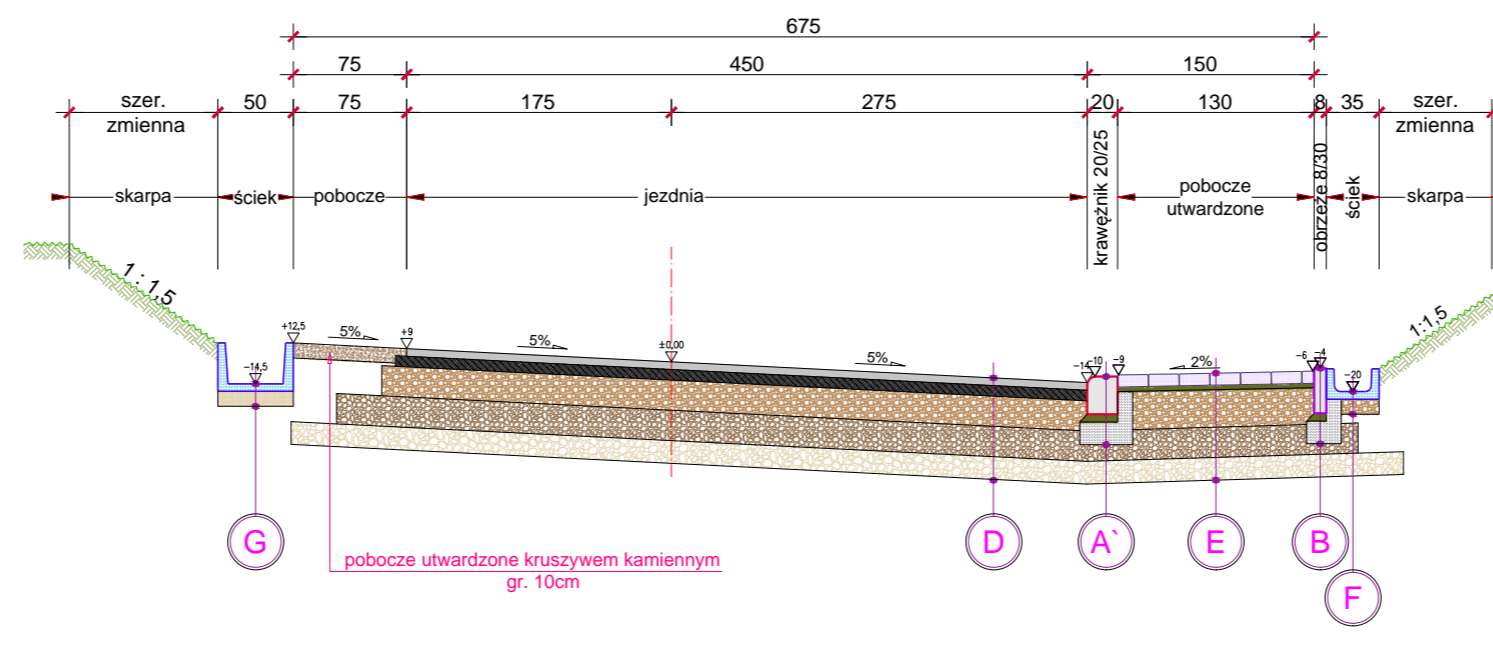 675
75 450 150
szer. zmienna 50 75 175 275 20 130 8 35 szer. zmienna
skarpa ściek pobocze jezdnia krawężnik 20/25 pobocze utwardzone obrzeże 8/30 ściek skarpa
1 : 1,5
1:1,5
+12,5 5% +9 5% ±0,00 5% -10 -9 2% -6 -4
-14,5 -20
G D A` E B
F
pobocze utwardzone kruszywem kamiennym
gr. 10cm